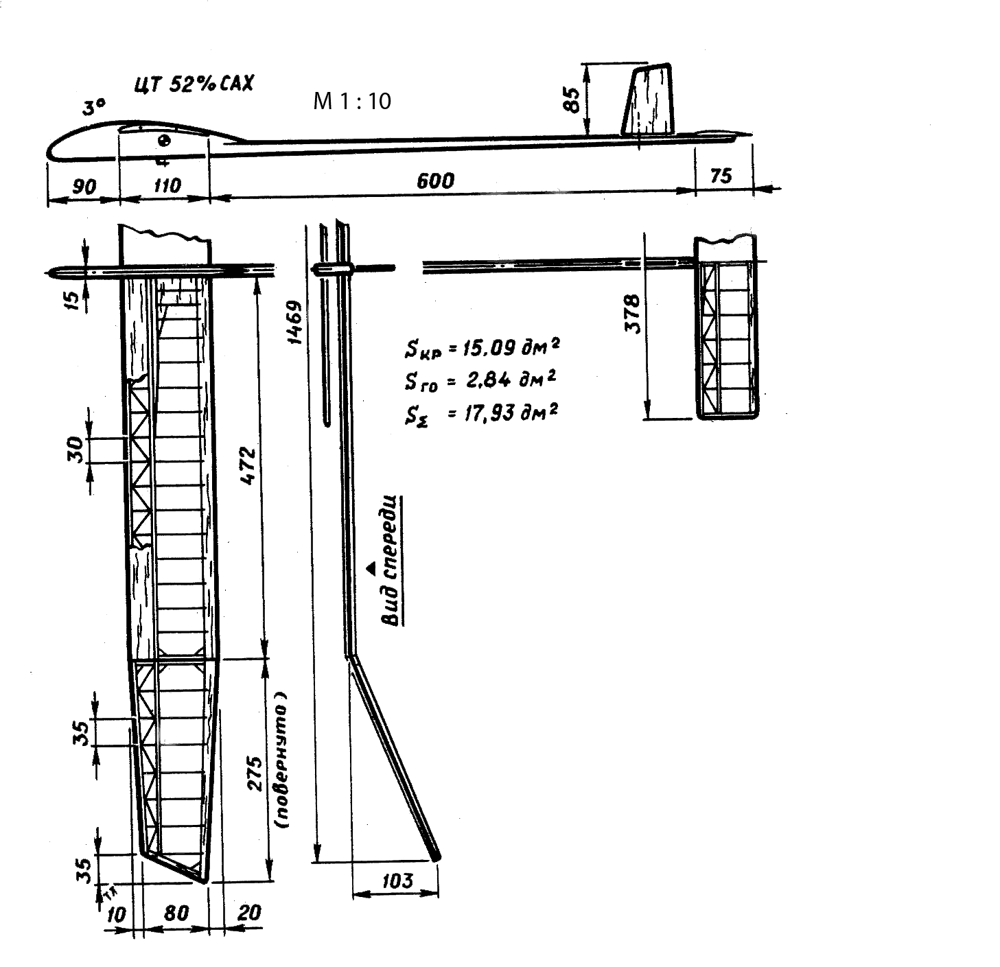 ЦТ 52% САХ
М 1 : 10
3°
85
90
110
600
75
15
1469
378
Sкр = 15.09 дм²
Sго = 2,84 дм²
SΣ = 17,93 дм²
30
472
Вид спереди
35
275
(повернуто)
35
103
10
80
20